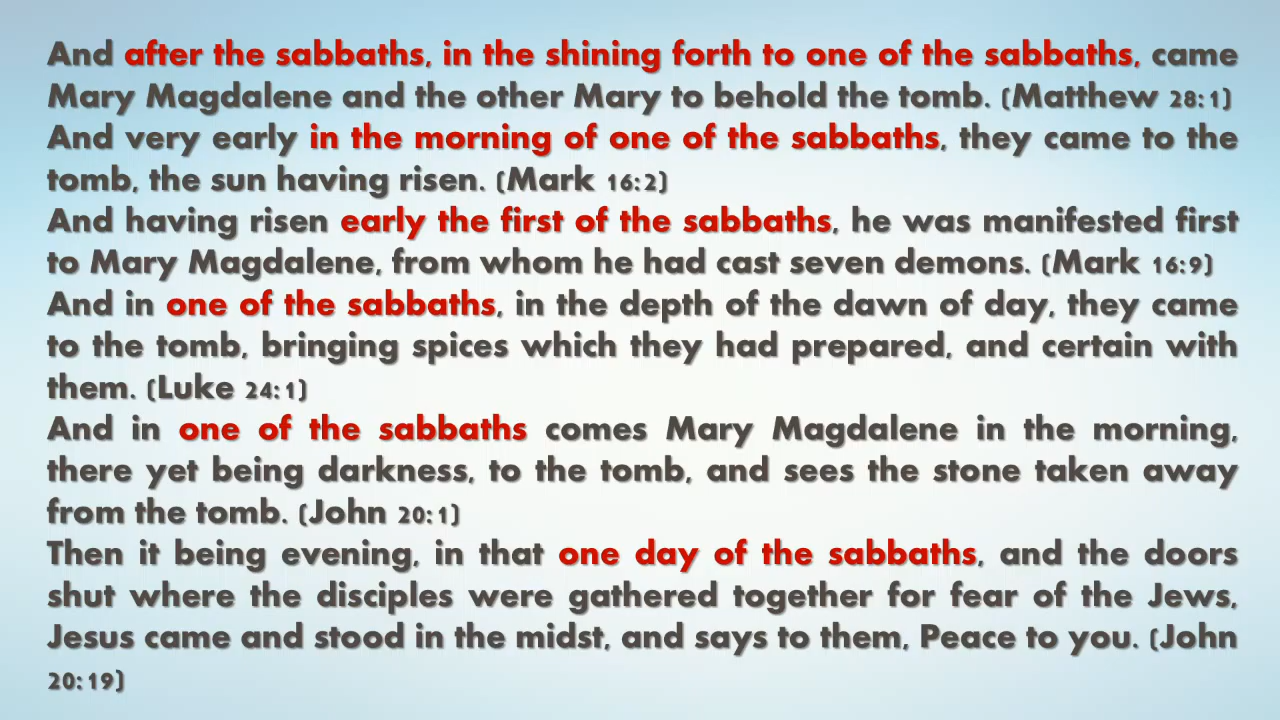 And after the sabbaths, in the shining forth to one of the sabbaths, came
Mary Magdalene and the other Mary to behold the tomb. (Matthew 28:1)
And very early in the morning of one of the sabbaths, they came to the
tomb, the sun having risen. (Mark 16:2)
And having risen early the first of the sabbaths, he was manifested first
to Mary Magdalene, from whom he had cast seven demons. (Mark 16:9)
And in one of the sabbaths, in the depth of the dawn of day, they came
to the tomb, bringing spices which they had prepared, and certain with
them. (Luke 24:1)
And in one of the sabbaths comes Mary Magdalene in the morning,
there yet being darkness, to the tomb, and sees the stone taken away
from the tomb. (John 20:1)
Then it being evening, in that one day of the sabbaths, and the doors
shut where the disciples were gathered together for fear of the Jews,
Jesus came and stood in the midst, and says to them, Peace to you. (John
20:19)